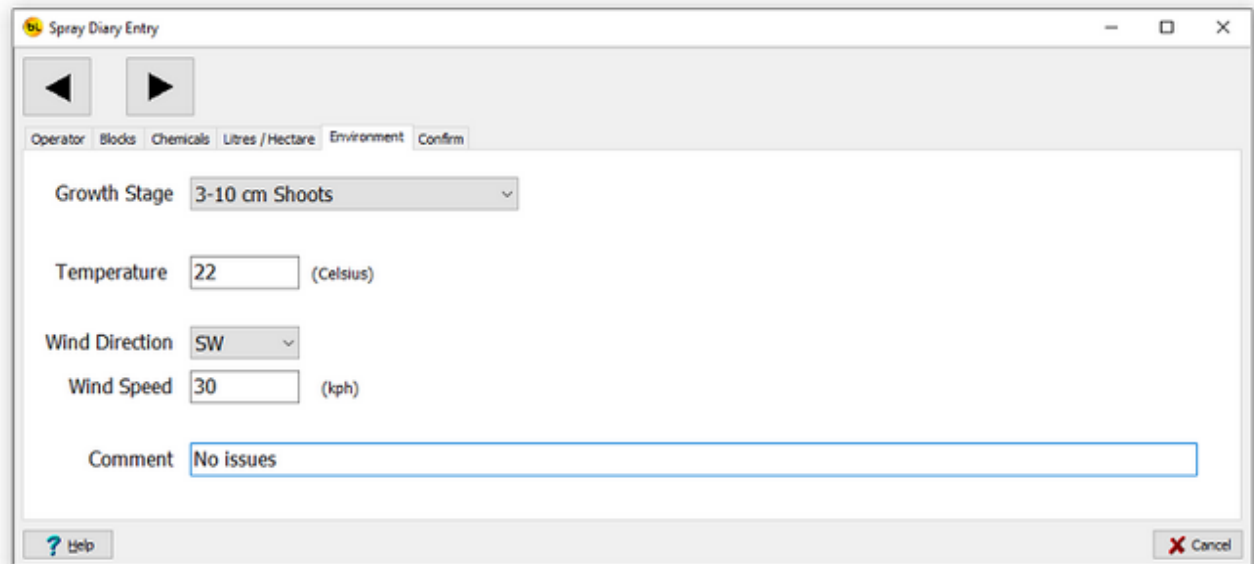 bL Spray Diary Entry
Operator Blocks Chemicals Litres / Hectare Environment Confirm
Growth Stage 3-10 cm Shoots
Temperature 22 (Celsius)
Wind Direction SW
Wind Speed 30 (kph)
Comment No issues
? Help X Cancel